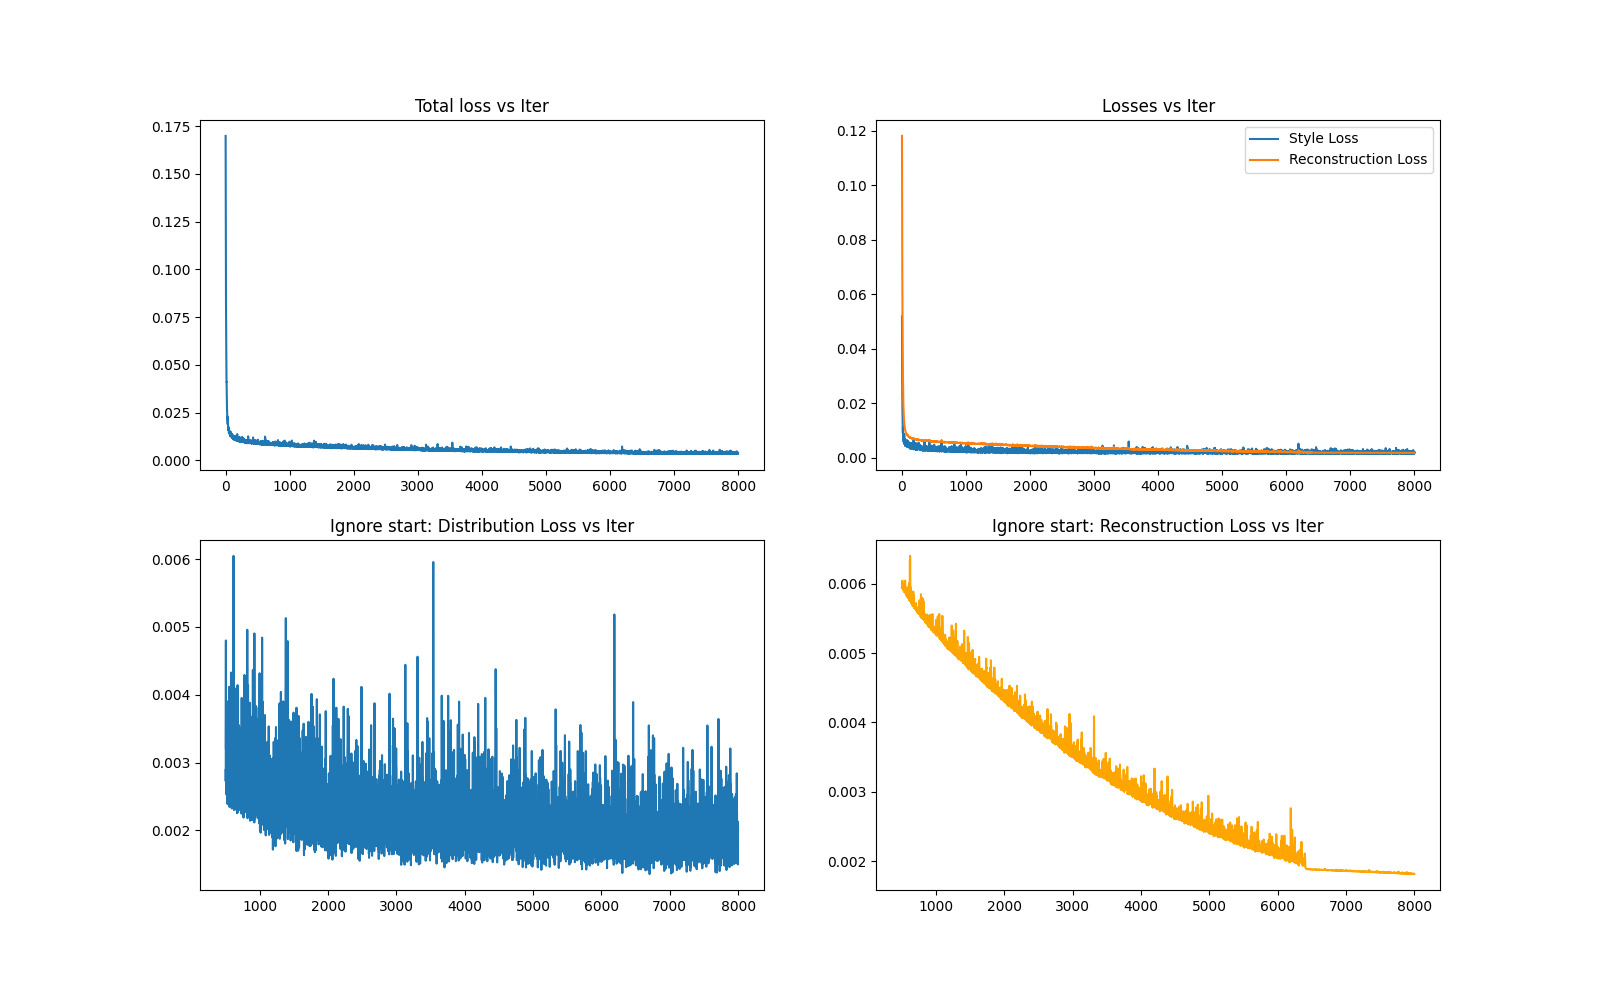 Total loss vs Iter
0.175
0.150
0.125
0.100
0.075
0.050
0.025
0.000
0 1000 2000 3000 4000 5000 6000 7000 8000
Losses vs Iter
Style Loss
Reconstruction Loss
0.12
0.10
0.08
0.06
0.04
0.02
0.00
0 1000 2000 3000 4000 5000 6000 7000 8000
Ignore start: Distribution Loss vs Iter
0.006
0.005
0.004
0.003
0.002
1000 2000 3000 4000 5000 6000 7000 8000
Ignore start: Reconstruction Loss vs Iter
0.006
0.005
0.004
0.003
0.002
1000 2000 3000 4000 5000 6000 7000 8000